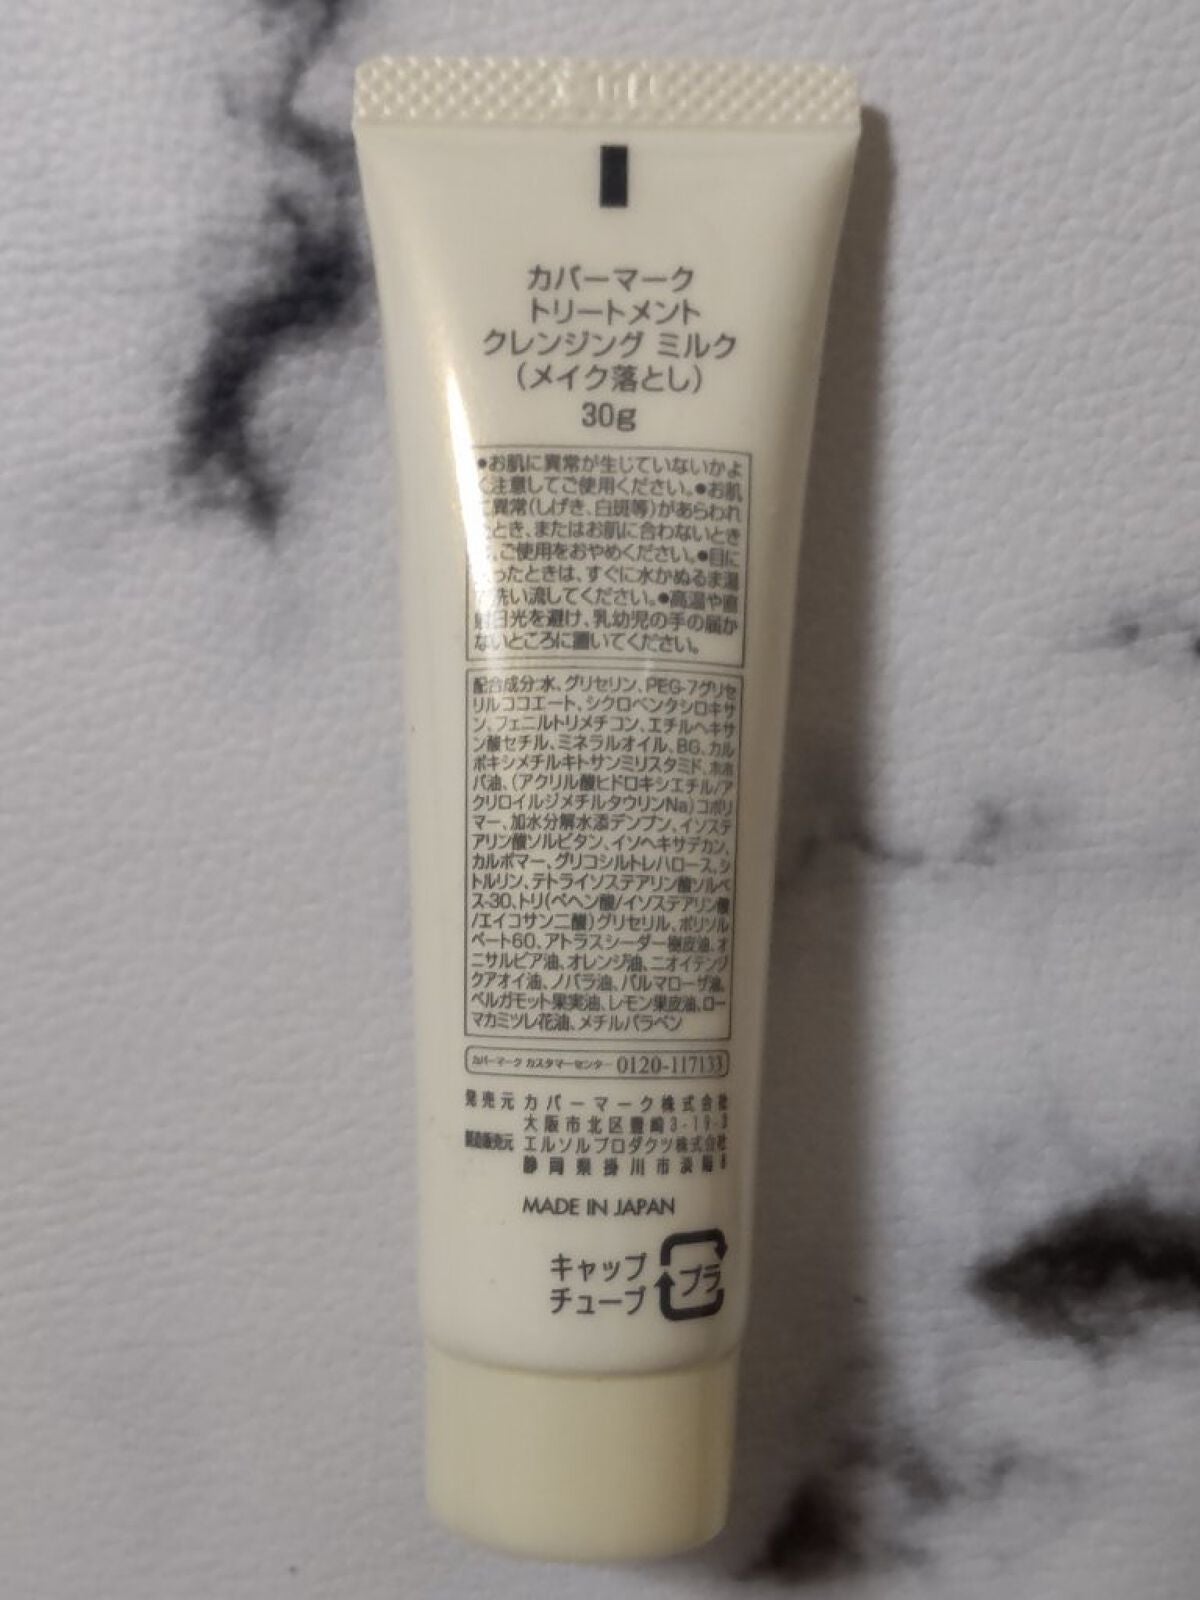 カバーマーク
トリートメント
クレンジング ミルク
（メイク落とし）
30g
●お肌に異常が生じていないかよ
く注意してご使用ください。●お肌
に異常(しげき、白斑等)があらわれ
たとき、またはお肌に合わないとき
は、ご使用をおやめください。●目に
入ったときは、すぐに水かぬるま湯
で洗い流してください。●高温や直
射日光を避け、乳幼児の手の届か
ないところに置いてください。
配合成分:水、グリセリン、PEG-7グリセ
リルココエート、シクロペンタシロキサ
ン、フェニルトリメチコン、エチルヘキサ
ン酸セチル、ミネラルオイル、BG、カル
ボキシメチルキトサンミリスタミド、ホホ
バ油、(アクリル酸ヒドロキシエチル/ア
クリロイルジメチルタウリンNa)コポリ
マー、加水分解水添デンプン、イソステ
アリン酸ソルビタン、イソヘキサデカン、
カルボマー、グリコシルトレハロース、シ
トルリン、テトライソステアリン酸ソルベ
ス-30、トリ(ベヘン酸/イソステアリン酸
/エイコサン二酸)グリセリル、ポリソル
ベート60、アトラスシーダー樹皮油、オ
ニサルビア油、オレンジ油、ニオイテンジ
クアオイ油、ノバラ油、パルマローザ油、
ベルガモット果実油、レモン果皮油、ロー
マカミツレ花油、メチルパラベン
カバーマーク カスタマーセンター 0120-117133
発売元 カバーマーク株式会社
大阪市北区豊崎3-19-3
製造販売元 エルソルプロダクツ株式会社
静岡県掛川市淡陽8
MADE IN JAPAN
キャップ
チューブ
プラ